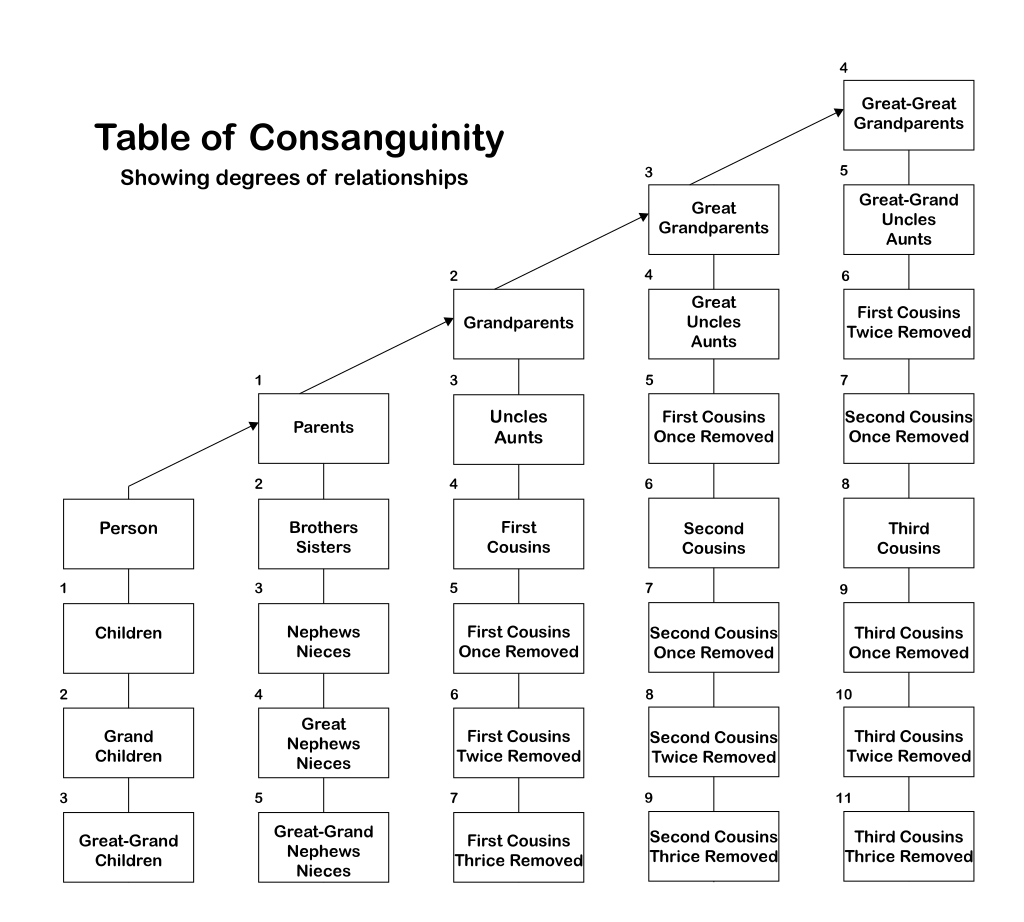 Table of Consanguinity
Showing degrees of relationships
4
Great-Great
Grandparents
3
Great
Grandparents
5
Great-Grand
Uncles
Aunts
2
Grandparents
4
Great
Uncles
Aunts
6
First Cousins
Twice Removed
1
Parents
3
Uncles
Aunts
5
First Cousins
Once Removed
7
Second Cousins
Once Removed
Person
2
Brothers
Sisters
4
First
Cousins
6
Second
Cousins
8
Third
Cousins
1
Children
3
Nephews
Nieces
5
First Cousins
Once Removed
7
Second Cousins
Once Removed
9
Third Cousins
Once Removed
2
Grand
Children
4
Great
Nephews
Nieces
6
First Cousins
Twice Removed
8
Second Cousins
Twice Removed
10
Third Cousins
Twice Removed
3
Great-Grand
Children
5
Great-Grand
Nephews
Nieces
7
First Cousins
Thrice Removed
9
Second Cousins
Thrice Removed
11
Third Cousins
Thrice Removed